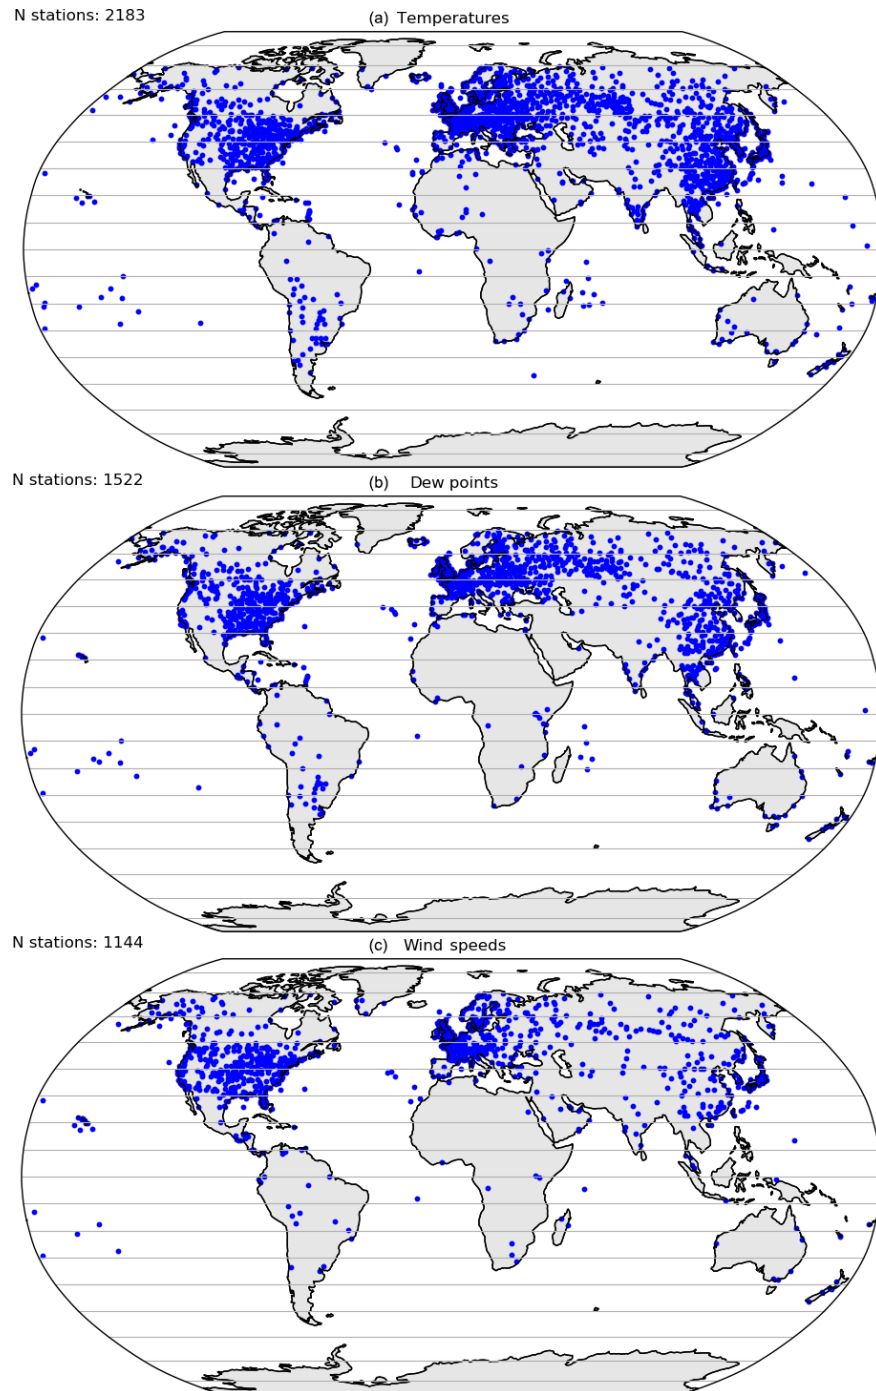 N stations: 2183 (a) Temperatures
N stations: 1522 (b) Dew points
N stations: 1144 (c) Wind speeds